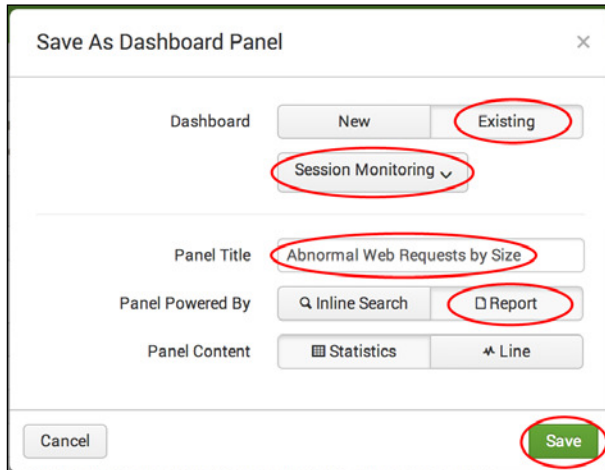 Save As Dashboard Panel ×
Dashboard New Existing
Session Monitoring
Panel Title Abnormal Web Requests by Size
Panel Powered By Inline Search Report
Panel Content Statistics Line
Cancel Save